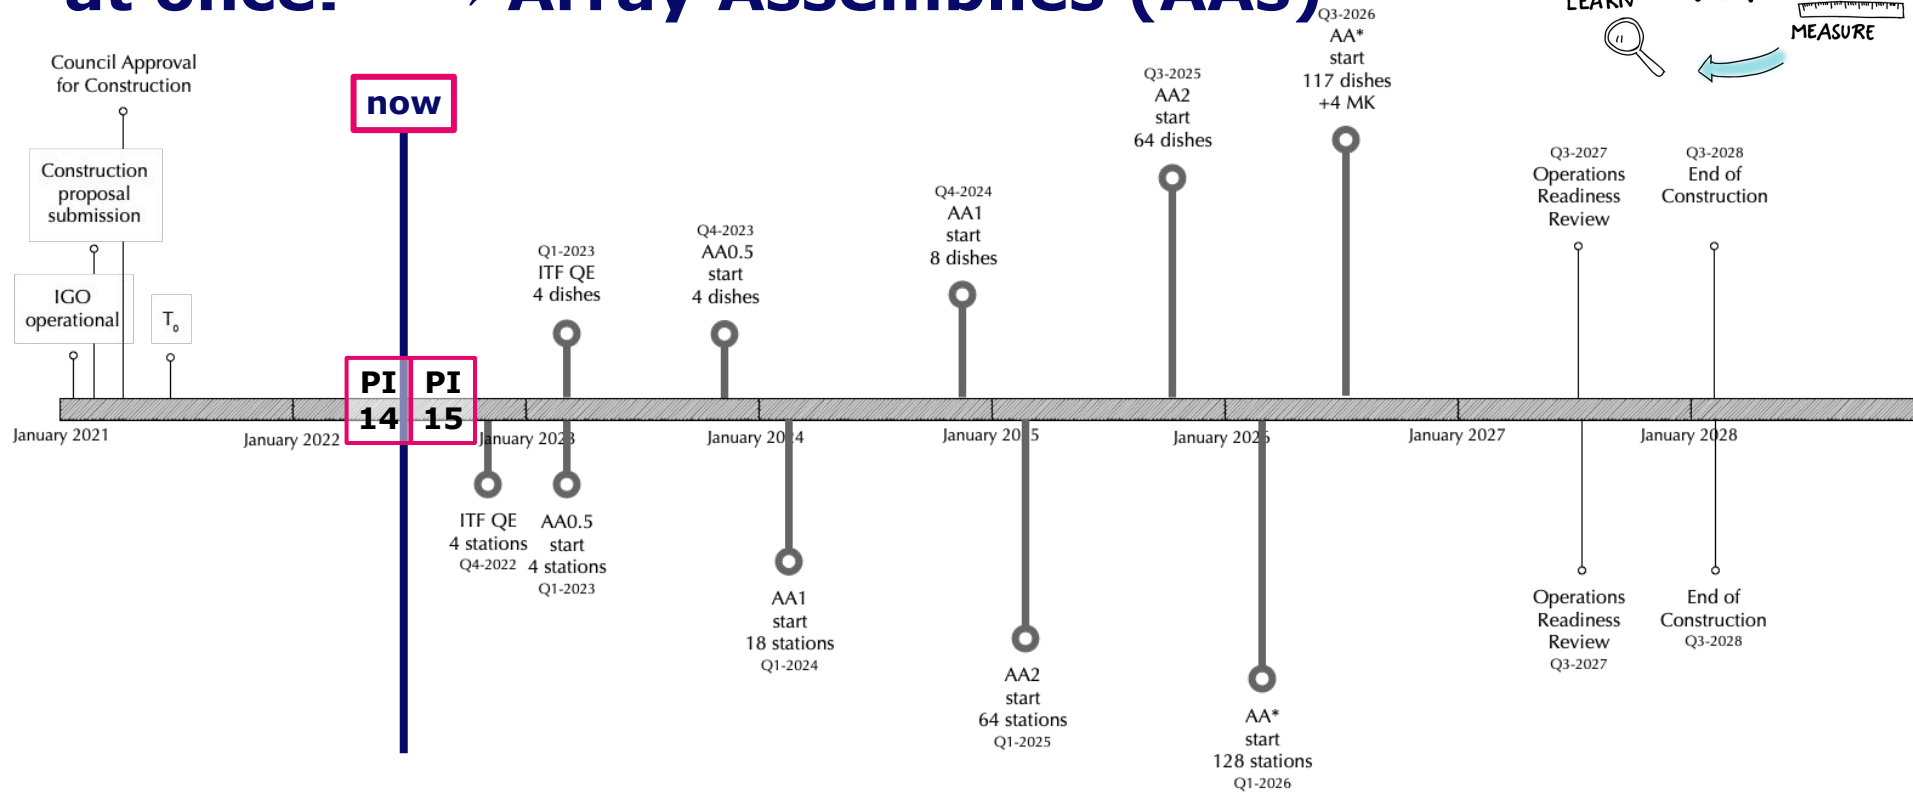 at once! → Array Assemblies (AAs)
LEARN
MEASURE
Council Approval
for Construction
Construction
proposal
submission
IGO
operational
T0
now
PI
14
PI
15
Q1-2023
ITF QE
4 dishes
Q4-2023
AA0.5
start
4 dishes
Q4-2024
AA1
start
8 dishes
Q3-2025
AA2
start
64 dishes
Q3-2026
AA*
start
117 dishes
+4 MK
Q3-2027
Operations
Readiness
Review
Q3-2028
End of
Construction
January 2021
January 2022
January 2023
January 2024
January 2025
January 2026
January 2027
January 2028
ITF QE
4 stations
Q4-2022
AA0.5
start
4 stations
Q1-2023
AA1
start
18 stations
Q1-2024
AA2
start
64 stations
Q1-2025
AA*
start
128 stations
Q1-2026
Operations
Readiness
Review
Q3-2027
End of
Construction
Q3-2028